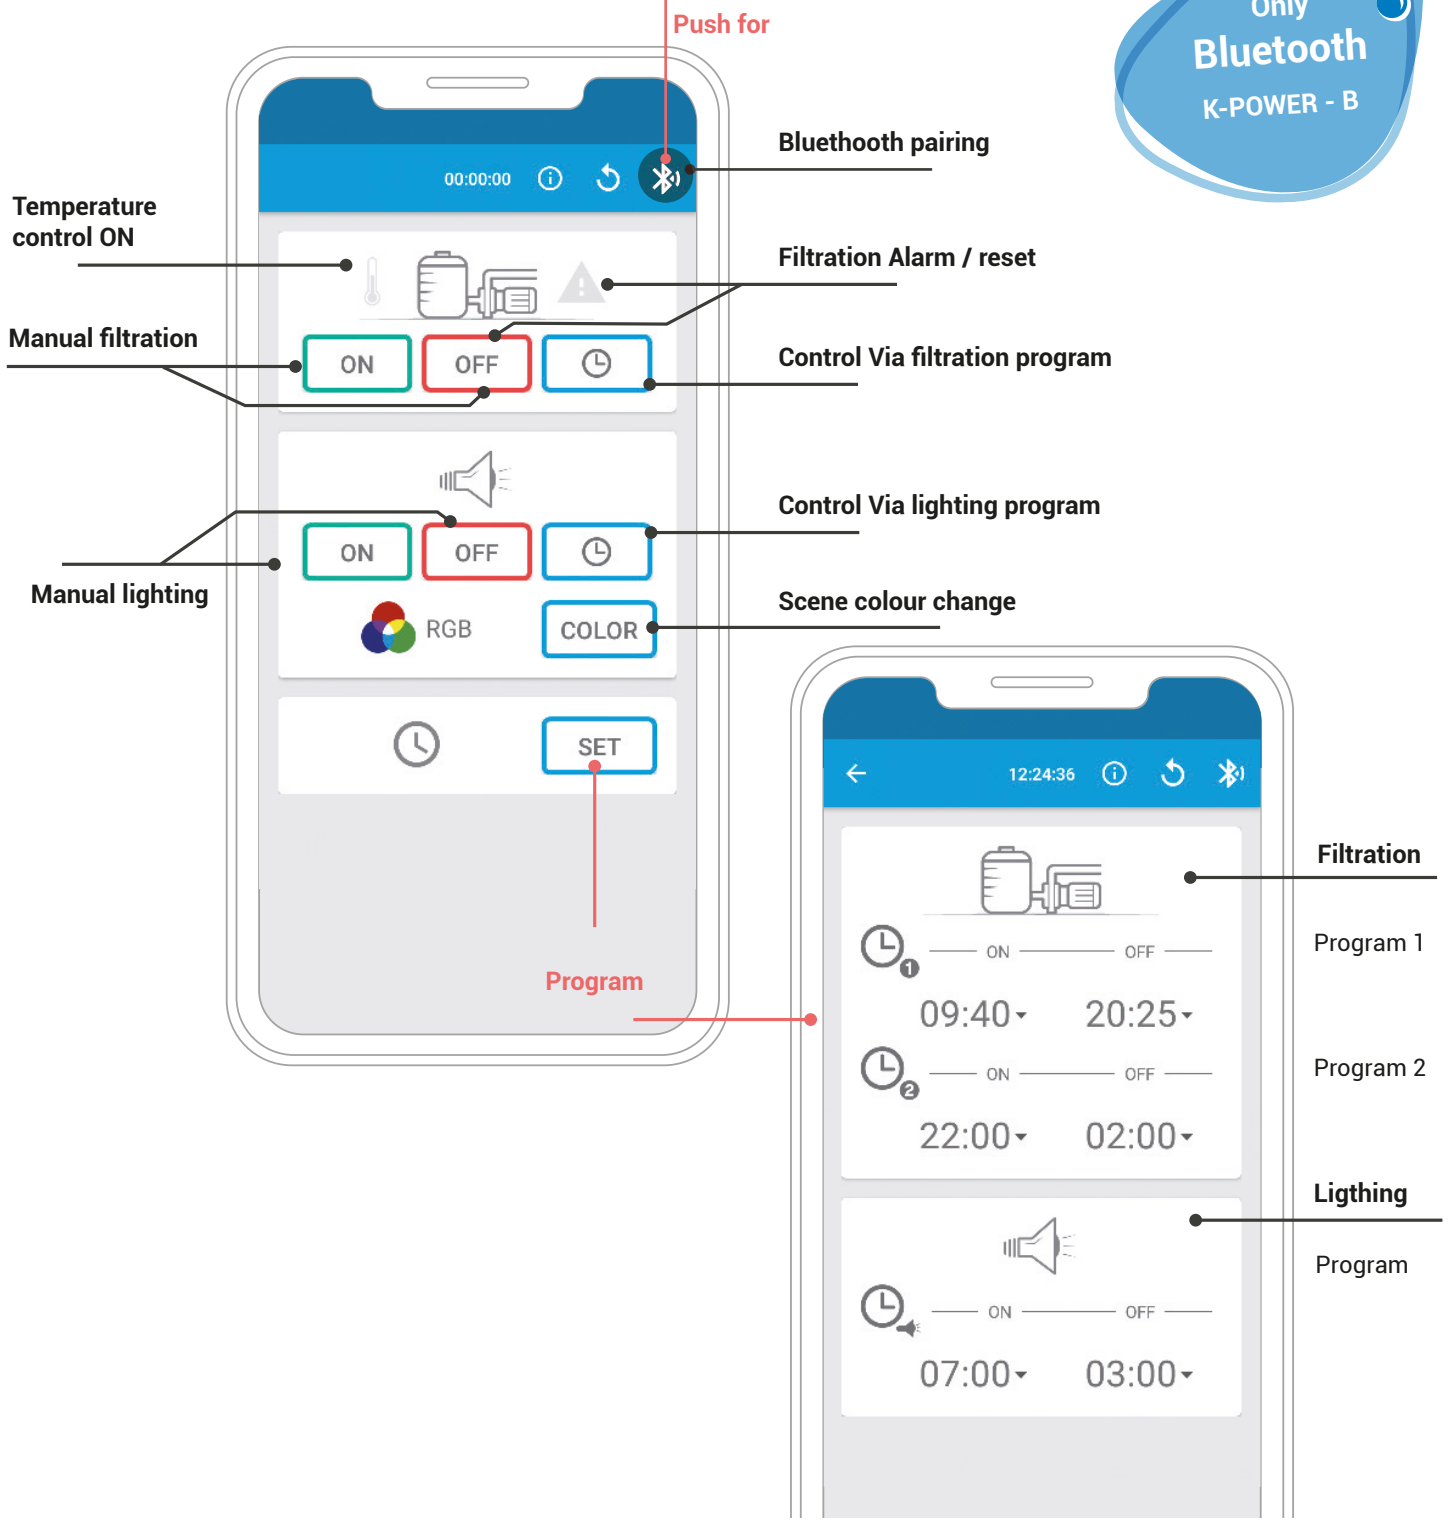 Push for
Only
Bluetooth
K-POWER - B
Bluethooth pairing
00:00:00
Temperature
control ON
Filtration Alarm / reset
Manual filtration
ON
OFF
Control Via filtration program
Control Via lighting program
ON
OFF
Manual lighting
RGB
COLOR
Scene colour change
SET
Program
12:24:36
Filtration
1
ON
OFF
Program 1
09:40
20:25
2
ON
OFF
Program 2
22:00
02:00
Ligthing
Program
ON
OFF
07:00
03:00